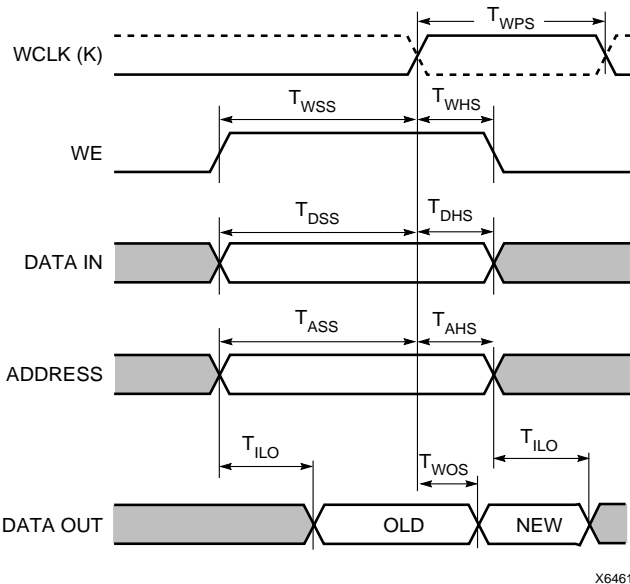 T_WPS
WCLK (K)
T_WSS T_WHS
WE
T_DSS T_DHS
DATA IN
T_ASS T_AHS
ADDRESS
T_ILO T_WOS T_ILO
DATA OUT OLD NEW
X6461